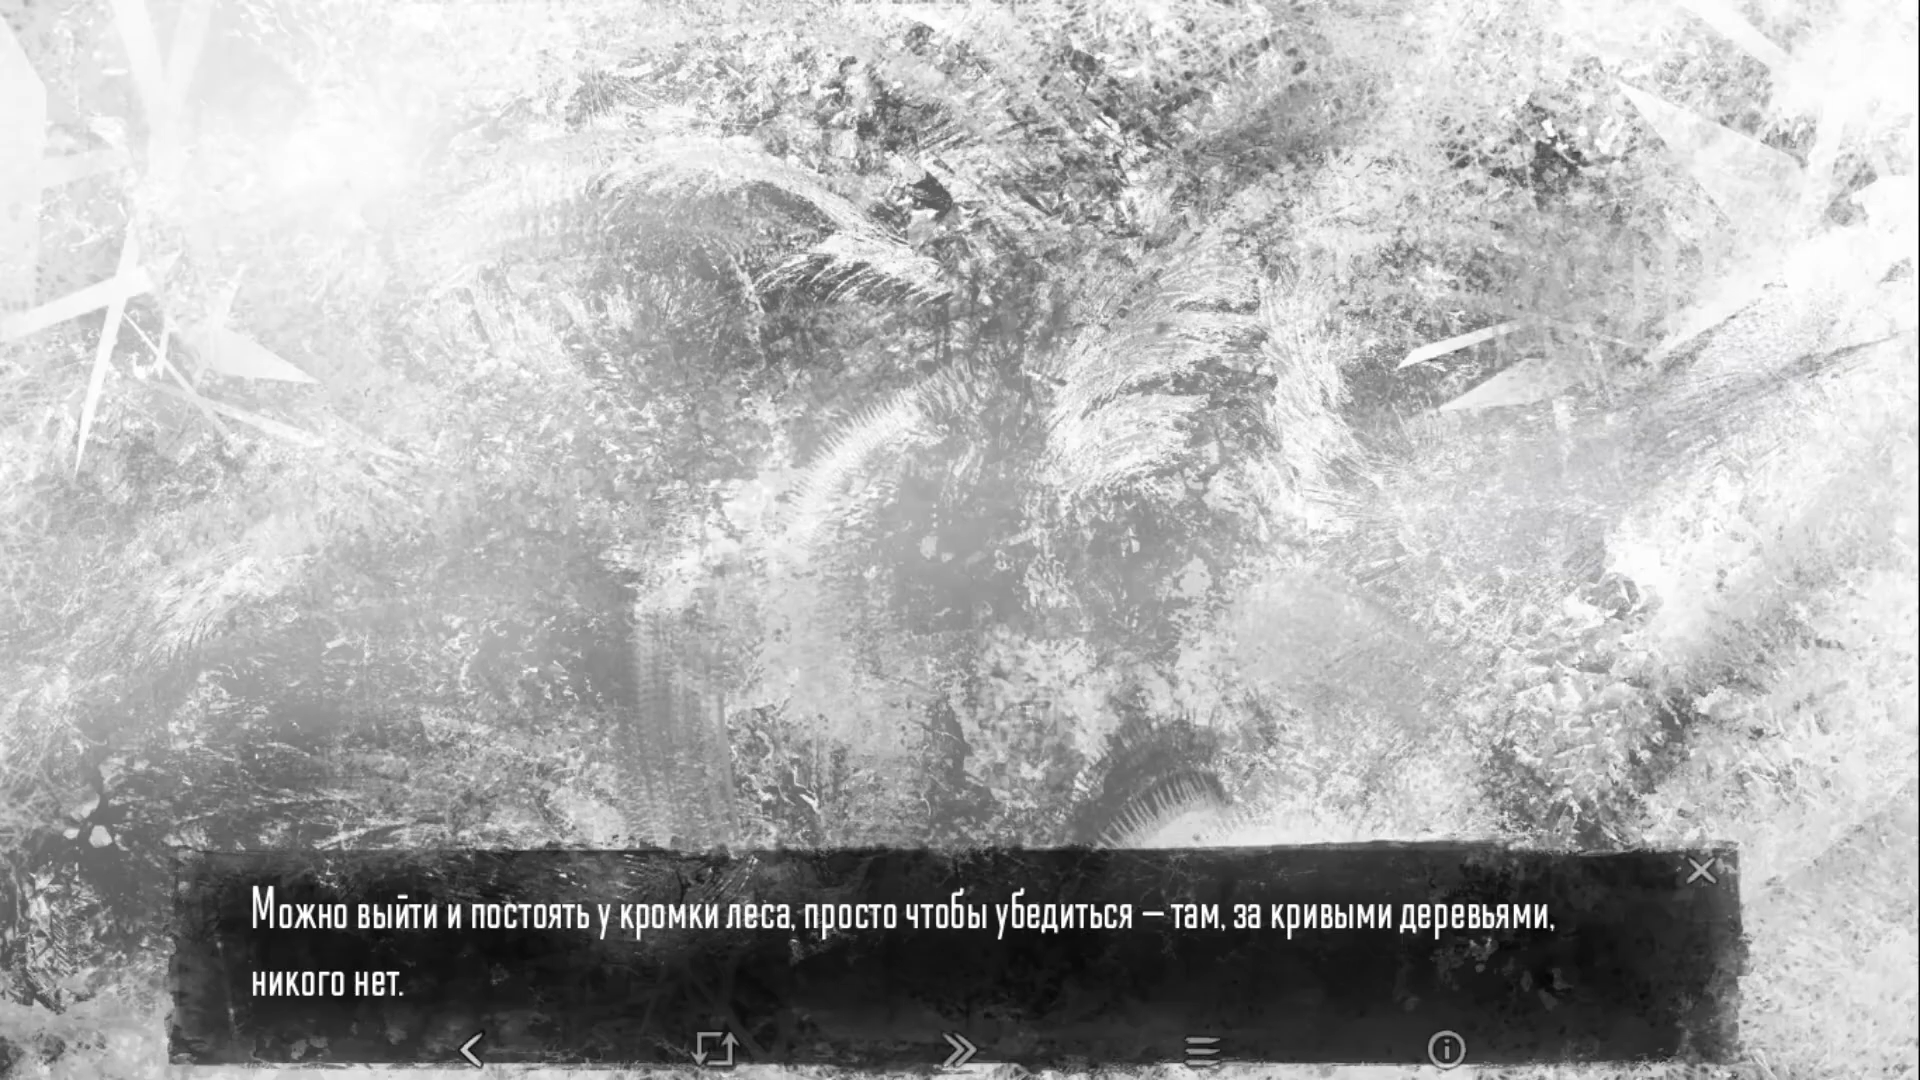 Можно выйти и постоять у кромки леса, просто чтобы убедиться — там, за кривыми деревьями,
никого нет.